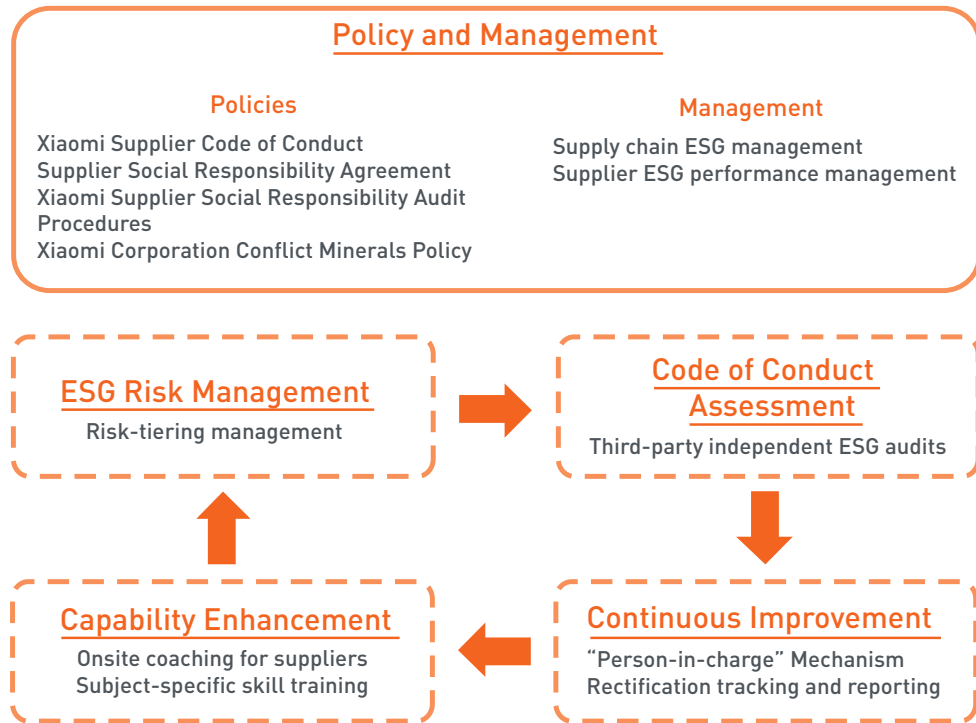 Policy and Management
Policies
Xiaomi Supplier Code of Conduct
Supplier Social Responsibility Agreement
Xiaomi Supplier Social Responsibility Audit
Procedures
Xiaomi Corporation Conflict Minerals Policy
Management
Supply chain ESG management
Supplier ESG performance management
ESG Risk Management
Risk-tiering management
Code of Conduct
Assessment
Third-party independent ESG audits
Capability Enhancement
Onsite coaching for suppliers
Subject-specific skill training
Continuous Improvement
“Person-in-charge” Mechanism
Rectification tracking and reporting